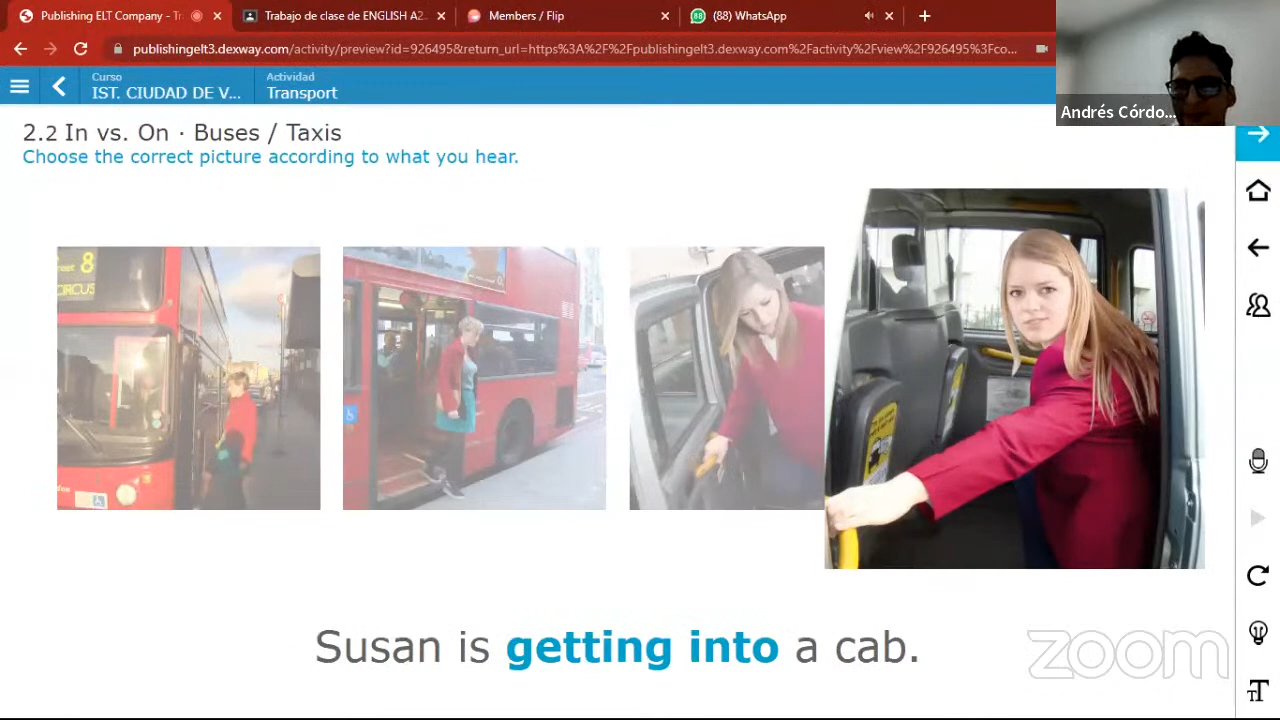 Publishing ELT Company - Tr
Trabajo de clase de ENGLISH A2
Members / Flip
(88) WhatsApp
publishingelt3.dexway.com/activity/preview?id=926495&return_url=https%3A%2F%2Fpublishingelt3.dexway.com%2Factivity%2Fview%2F926495%3Fco...
Curso
IST. CIUDAD DE V...
Actividad
Transport
Andrés Córdo...
2.2 In vs. On · Buses / Taxis
Choose the correct picture according to what you hear.
8
CIRCUS
Susan is getting into a cab.
zoom